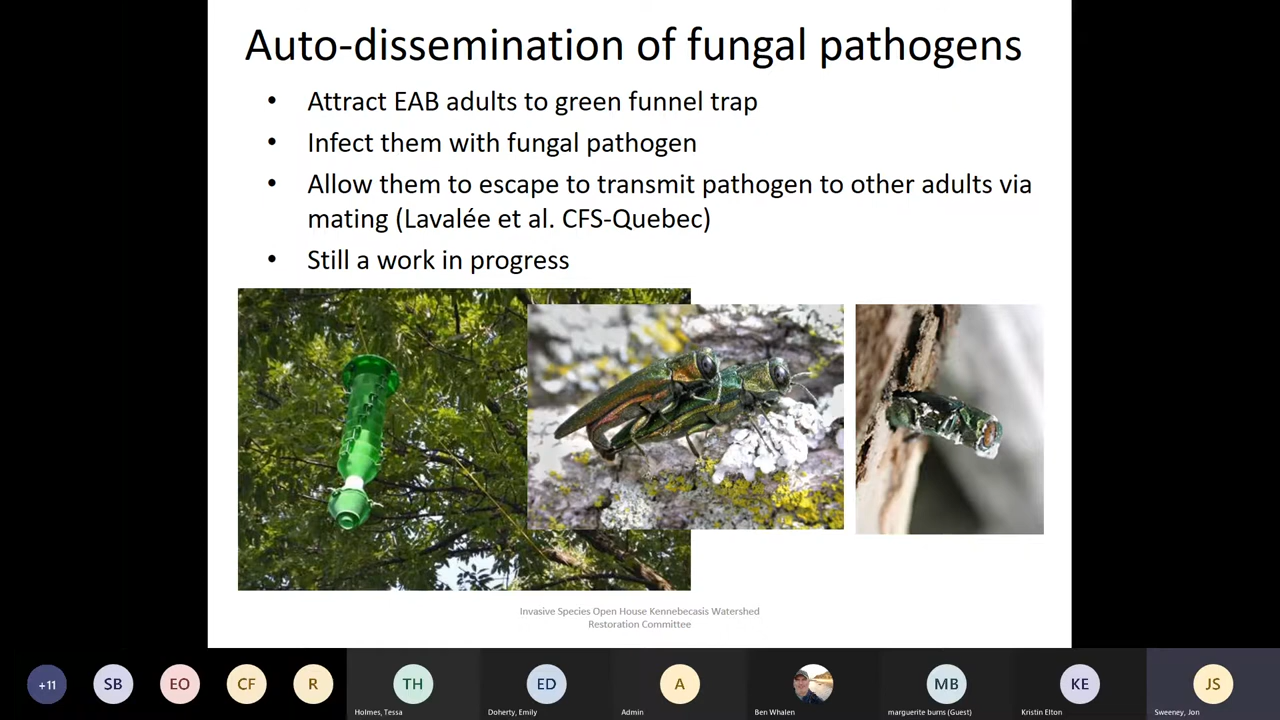 Auto-dissemination of fungal pathogens
• Attract EAB adults to green funnel trap
• Infect them with fungal pathogen
• Allow them to escape to transmit pathogen to other adults via
mating (Lavalée et al. CFS-Quebec)
• Still a work in progress
Invasive Species Open House Kennebecasis Watershed
Restoration Committee
+11
SB
EO
CF
R
TH
ED
A
MB
KE
JS
Holmes, Tessa
Doherty, Emily
Admin
Ben Whalen
marguerite burns (Guest)
Kristin Elton
Sweeney, Jon